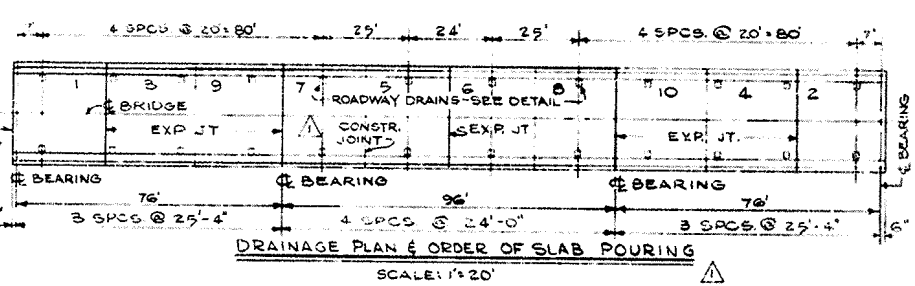 7' 4 SPCS @ 20'=80' 25' 24' 25' 4 SPCS. @ 20'=80' 7'
1 3 9 7 5 6 8 10 4 2
℄ BRIDGE
ROADWAY DRAINS-SEE DETAIL
EXP. JT
1
CONSTR.
JOINT
EXP. JT
EXP. JT.
℄ BEARING
℄ BEARING
℄ BEARING
℄ BEARING
76' 96' 76'
3 SPCS. @ 25'-4" 4 SPCS. @ 24'-0" 3 SPCS. @ 25'-4" 6"
DRAINAGE PLAN & ORDER OF SLAB POURING
SCALE: 1"=20'
1